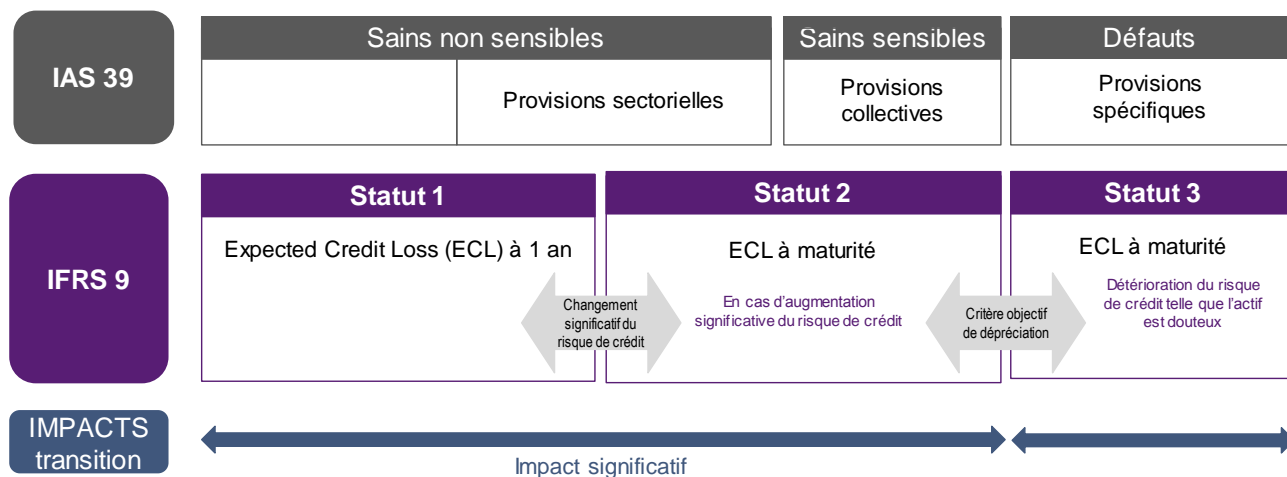 IAS 39
Sains non sensibles
Sains sensibles
Défauts
Provisions sectorielles
Provisions
collectives
Provisions
spécifiques
IFRS 9
Statut 1
Statut 2
Statut 3
Expected Credit Loss (ECL) à 1 an
ECL à maturité
ECL à maturité
Changement
significatif du
risque de crédit
En cas d'augmentation
significative du risque de crédit
Critère objectif
de dépréciation
Détérioration du risque
de crédit telle que l'actif
est douteux
IMPACTS
transition
Impact significatif